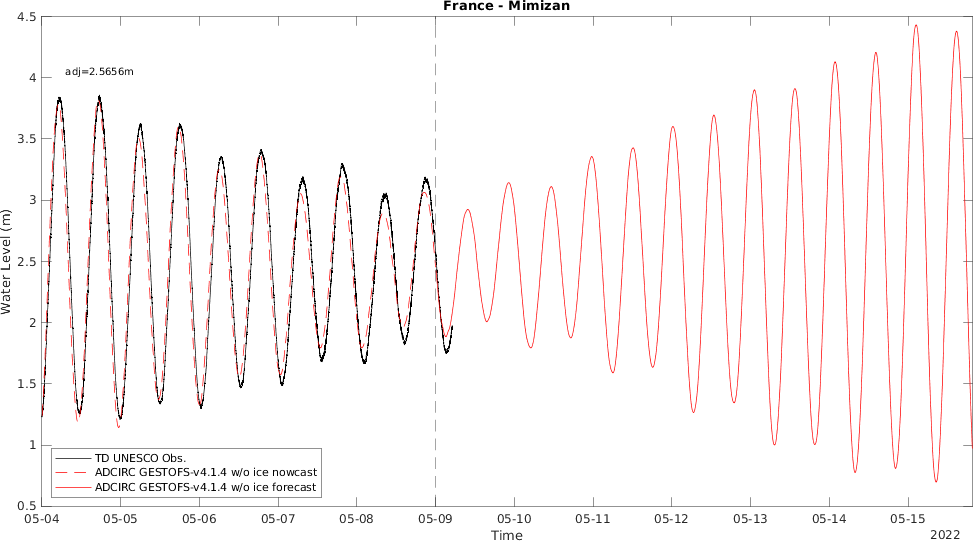 France - Mimizan
adj=2.5656m
4.5
4
3.5
3
2.5
2
1.5
1
0.5
Water Level (m)
TD UNESCO Obs.
ADCIRC GESTOFS-v4.1.4 w/o ice nowcast
ADCIRC GESTOFS-v4.1.4 w/o ice forecast
05-04 05-05 05-06 05-07 05-08 05-09 05-10 05-11 05-12 05-13 05-14 05-15
Time
2022